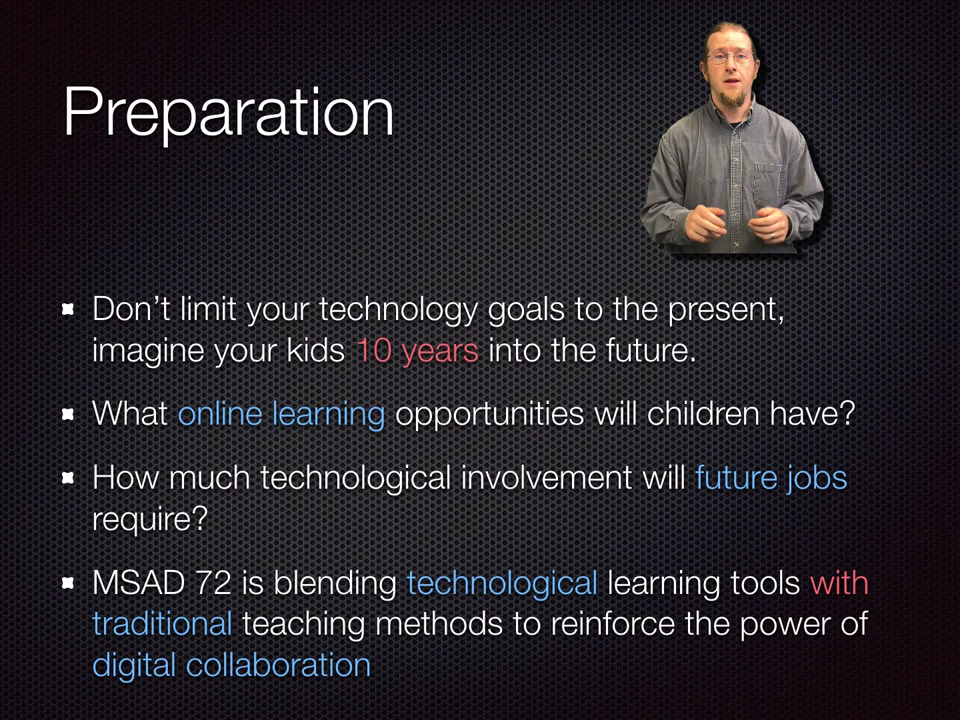 Preparation
Don’t limit your technology goals to the present,
imagine your kids 10 years into the future.
What online learning opportunities will children have?
How much technological involvement will future jobs
require?
MSAD 72 is blending technological learning tools with
traditional teaching methods to reinforce the power of
digital collaboration